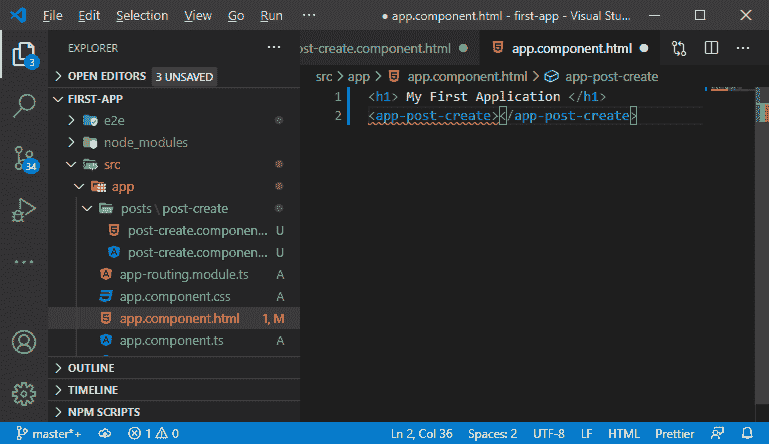 File Edit Selection View Go Run ··· ● app.component.html - first-app - Visual Stu...
EXPLORER ···
OPEN EDITORS 3 UNSAVED
FIRST-APP
e2e
node_modules
src
app
posts \ post-create
post-create.componen... U
post-create.componen... U
app-routing.module.ts A
app.component.css A
app.component.html 1, M
app.component.ts A
OUTLINE
TIMELINE
NPM SCRIPTS
3
34
ost-create.component.html ● app.component.html ● ···
src > app > app.component.html > app-post-create
1 <h1> My First Application </h1>
2 <app-post-create></app-post-create>
master*+ 1 0 Ln 2, Col 36 Spaces: 2 UTF-8 LF HTML Prettier